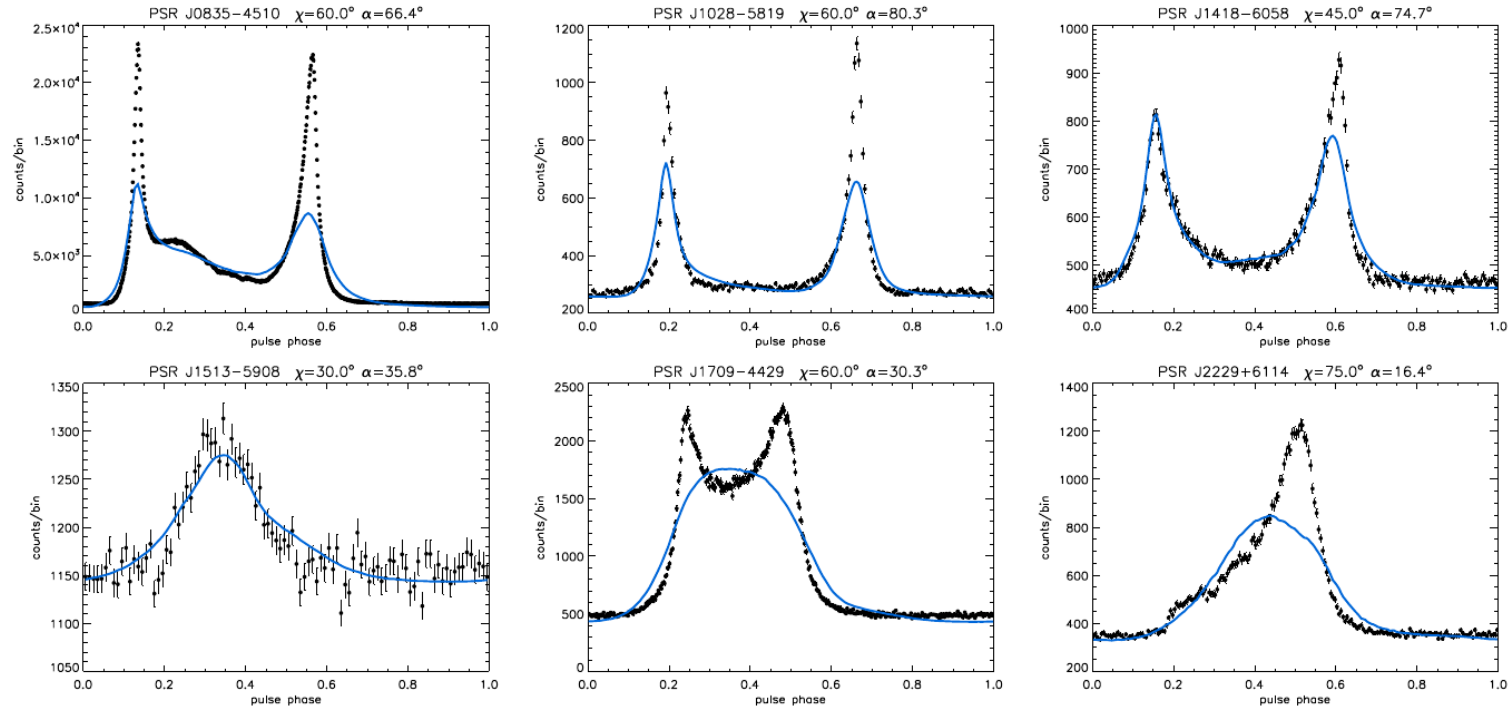 PSR J0835−4510 χ=60.0° α=66.4°
2.5×10⁴
2.0×10⁴
1.5×10⁴
1.0×10⁴
5.0×10³
0
counts/bin
0.0 0.2 0.4 0.6 0.8 1.0
pulse phase
PSR J1028−5819 χ=60.0° α=80.3°
1200
1000
800
600
400
200
counts/bin
0.0 0.2 0.4 0.6 0.8 1.0
pulse phase
PSR J1418−6058 χ=45.0° α=74.7°
1000
900
800
700
600
500
400
counts/bin
0.0 0.2 0.4 0.6 0.8 1.0
pulse phase
PSR J1513−5908 χ=30.0° α=35.8°
1350
1300
1250
1200
1150
1100
1050
counts/bin
0.0 0.2 0.4 0.6 0.8 1.0
pulse phase
PSR J1709−4429 χ=60.0° α=30.3°
2500
2000
1500
1000
500
0
counts/bin
0.0 0.2 0.4 0.6 0.8 1.0
pulse phase
PSR J2229+6114 χ=75.0° α=16.4°
1400
1200
1000
800
600
400
200
counts/bin
0.0 0.2 0.4 0.6 0.8 1.0
pulse phase